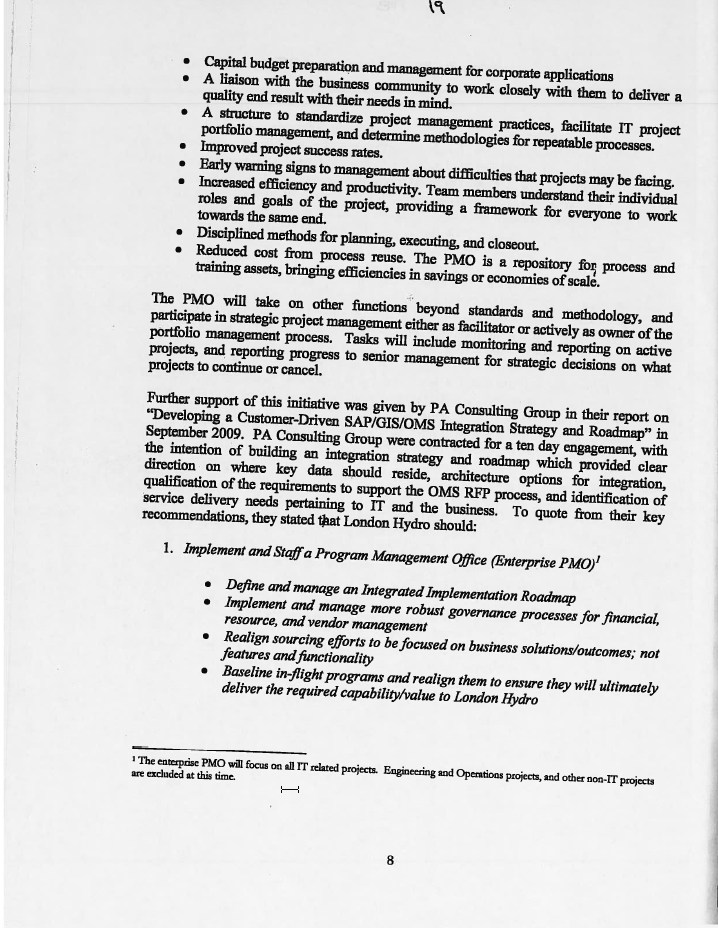 19
• Capital budget preparation and management for corporate applications
• A liaison with the business community to work closely with them to deliver a
quality end result with their needs in mind.
• A structure to standardize project management practices, facilitate IT project
portfolio management, and determine methodologies for repeatable processes.
• Improved project success rates.
• Early warning signs to management about difficulties that projects may be facing.
• Increased efficiency and productivity. Team members understand their individual
roles and goals of the project, providing a framework for everyone to work
towards the same end.
• Disciplined methods for planning, executing, and closeout.
• Reduced cost from process reuse. The PMO is a repository for process and
training assets, bringing efficiencies in savings or economies of scale.
The PMO will take on other functions beyond standards and methodology, and
participate in strategic project management either as facilitator or actively as owner of the
portfolio management process. Tasks will include monitoring and reporting on active
projects, and reporting progress to senior management for strategic decisions on what
projects to continue or cancel.
Further support of this initiative was given by PA Consulting Group in their report on
“Developing a Customer-Driven SAP/GIS/OMS Integration Strategy and Roadmap” in
September 2009. PA Consulting Group were contracted for a ten day engagement, with
the intention of building an integration strategy and roadmap which provided clear
direction on where key data should reside, architecture options for integration,
qualification of the requirements to support the OMS RFP process, and identification of
service delivery needs pertaining to IT and the business. To quote from their key
recommendations, they stated that London Hydro should:
1. Implement and Staff a Program Management Office (Enterprise PMO)¹
• Define and manage an Integrated Implementation Roadmap
• Implement and manage more robust governance processes for financial,
resource, and vendor management
• Realign sourcing efforts to be focused on business solutions/outcomes; not
features and functionality
• Baseline in-flight programs and realign them to ensure they will ultimately
deliver the required capability/value to London Hydro
¹ The enterprise PMO will focus on all IT related projects. Engineering and Operations projects, and other non-IT projects
are excluded at this time.
8